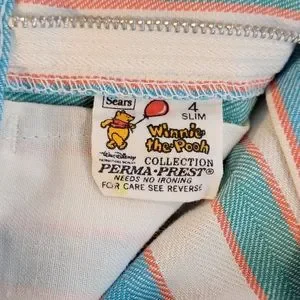 Sears
4
SLIM
Winnie
-the-Pooh
Walt Disney
COLLECTION
PERMA·PREST®
NEEDS NO IRONING
FOR CARE SEE REVERSE